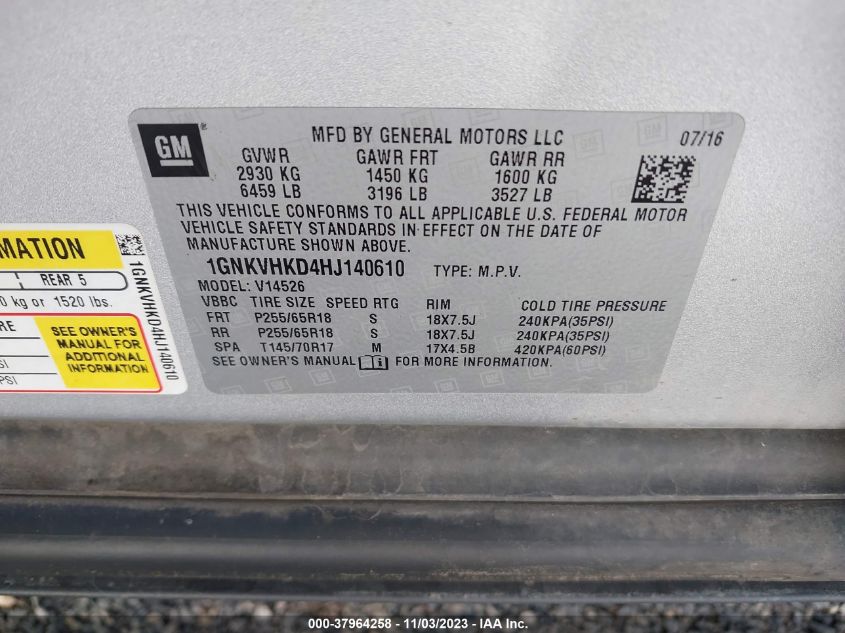 GM
MFD BY GENERAL MOTORS LLC 07/16
GVWR GAWR FRT GAWR RR
2930 KG 1450 KG 1600 KG
6459 LB 3196 LB 3527 LB
THIS VEHICLE CONFORMS TO ALL APPLICABLE U.S. FEDERAL MOTOR
VEHICLE SAFETY STANDARDS IN EFFECT ON THE DATE OF
MANUFACTURE SHOWN ABOVE.
1GNKVHKD4HJ140610 TYPE: M.P.V.
MODEL: V14526
VBBC TIRE SIZE SPEED RTG RIM COLD TIRE PRESSURE
FRT P255/65R18 S 18X7.5J 240KPA(35PSI)
RR P255/65R18 S 18X7.5J 240KPA(35PSI)
SPA T145/70R17 M 17X4.5B 420KPA(60PSI)
SEE OWNER'S MANUAL FOR MORE INFORMATION.
MATION
REAR 5
0 kg or 1520 lbs.
RE
SEE OWNER'S
MANUAL FOR
ADDITIONAL
INFORMATION
SI
PSI
1GNKVHKD4HJ140610
000-37964258 - 11/03/2023 - Copyright © 2023 IAA, Inc.